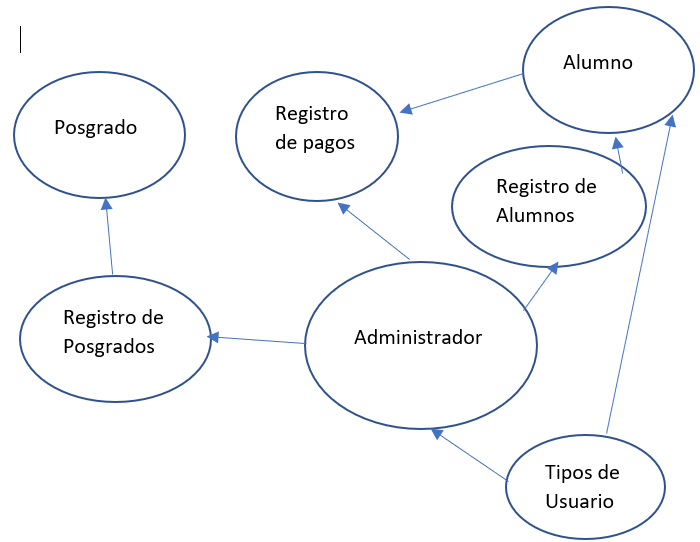 Alumno
Posgrado
Registro
de pagos
Registro de
Alumnos
Registro de
Posgrados
Administrador
Tipos de
Usuario